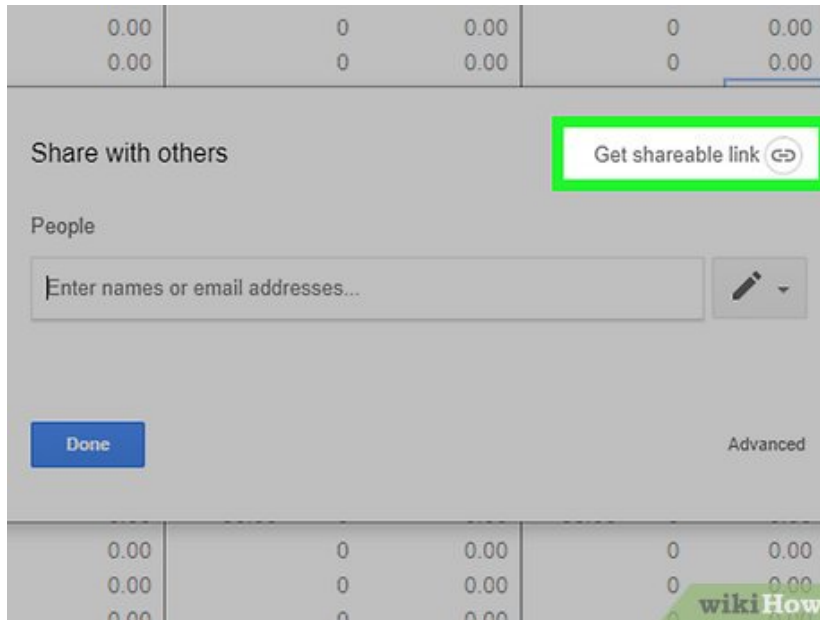 0.00 0 0.00 0 0.00
0.00 0 0.00 0 0.00
Share with others
Get shareable link
People
Enter names or email addresses...
Done
Advanced
0.00 0 0.00 0 0.00
0.00 0 0.00 0 0.00
wikiHow